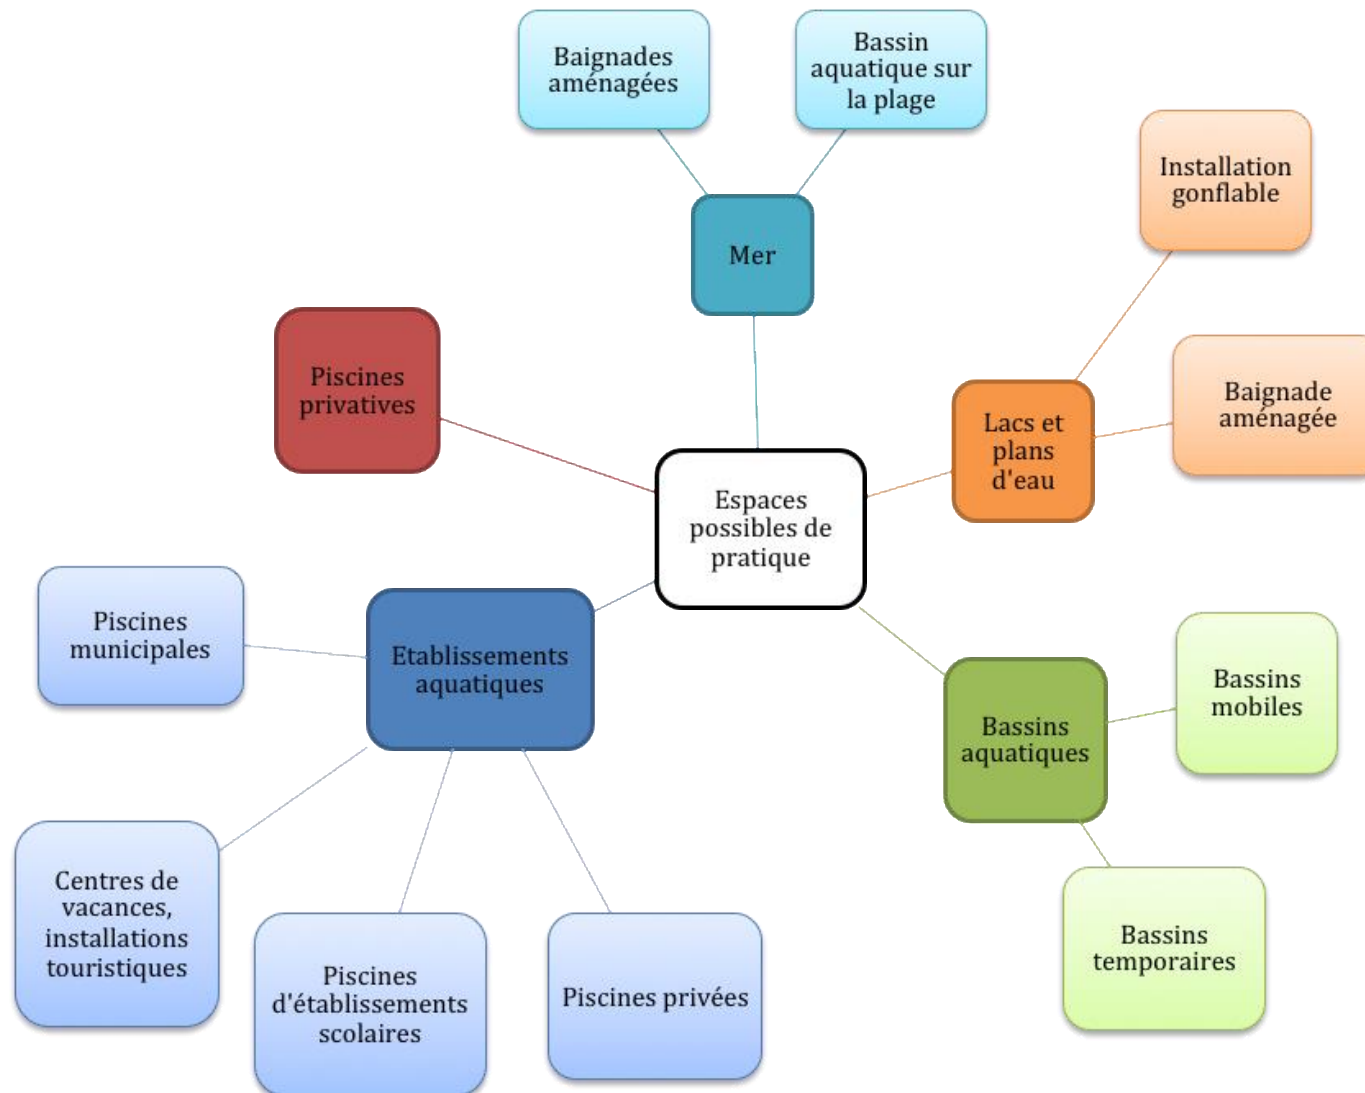 Baignades
aménagées
Bassin
aquatique sur
la plage
Installation
gonflable
Mer
Piscines
privatives
Baignade
aménagée
Lacs et
plans
d'eau
Espaces
possibles de
pratique
Piscines
municipales
Etablissements
aquatiques
Bassins
mobiles
Bassins
aquatiques
Centres de
vacances,
installations
touristiques
Piscines
d'établissements
scolaires
Piscines privées
Bassins
temporaires